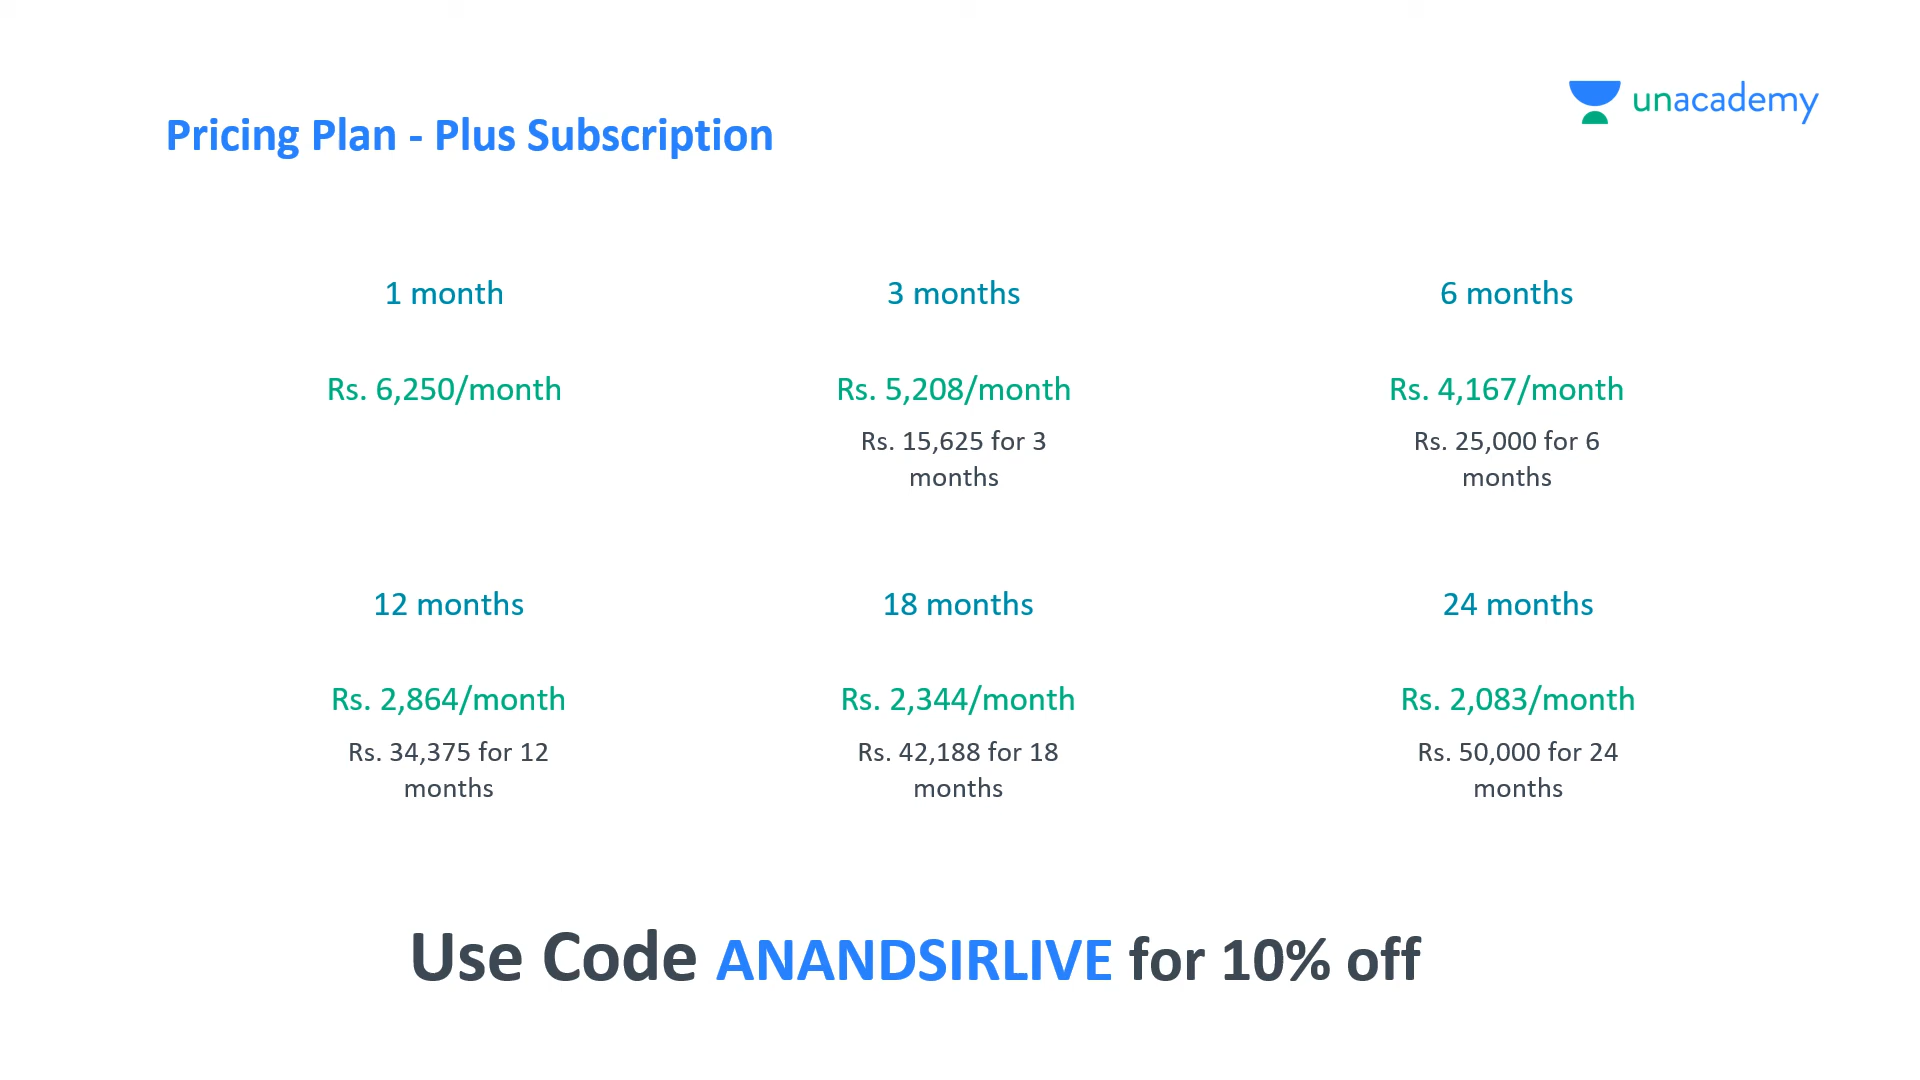 unacademy
Pricing Plan - Plus Subscription
1 month
Rs. 6,250/month
3 months
Rs. 5,208/month
Rs. 15,625 for 3
months
6 months
Rs. 4,167/month
Rs. 25,000 for 6
months
12 months
Rs. 2,864/month
Rs. 34,375 for 12
months
18 months
Rs. 2,344/month
Rs. 42,188 for 18
months
24 months
Rs. 2,083/month
Rs. 50,000 for 24
months
Use Code ANANDSIRLIVE for 10% off